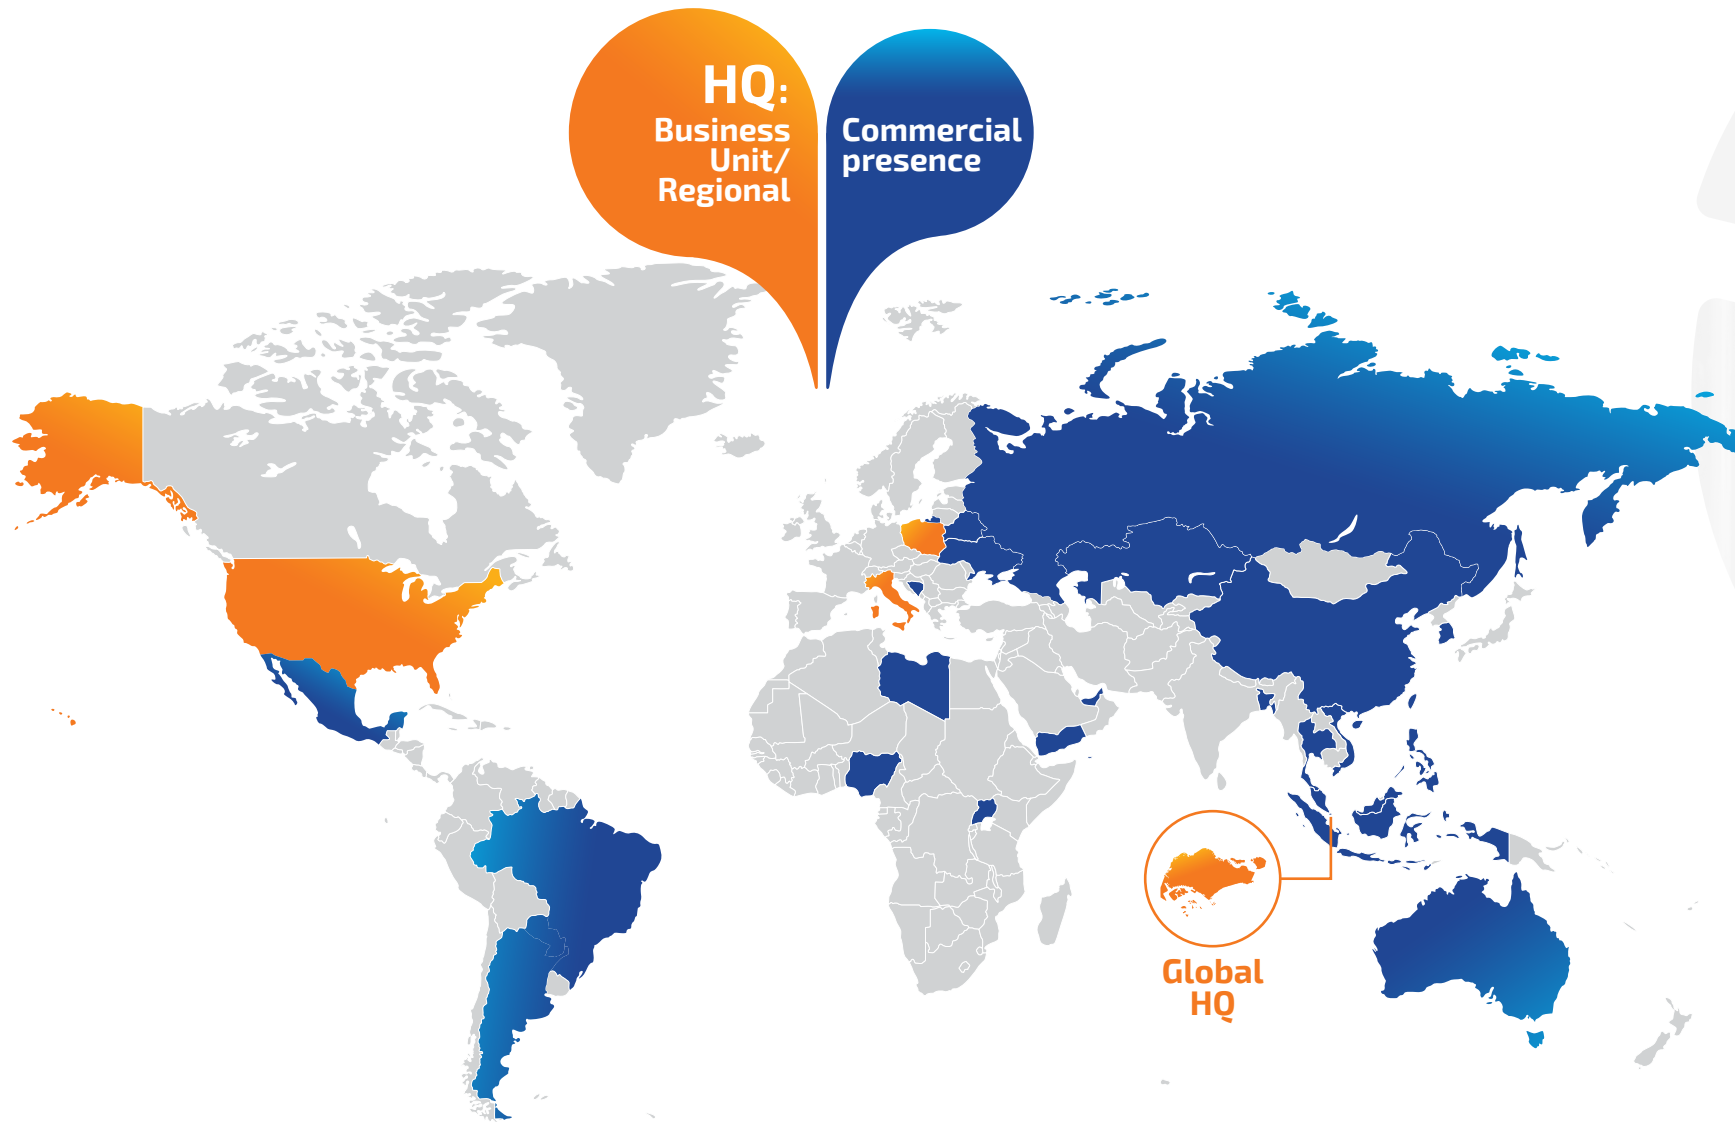 HQ:
Business
Unit/
Regional
Commercial
presence
Global
HQ